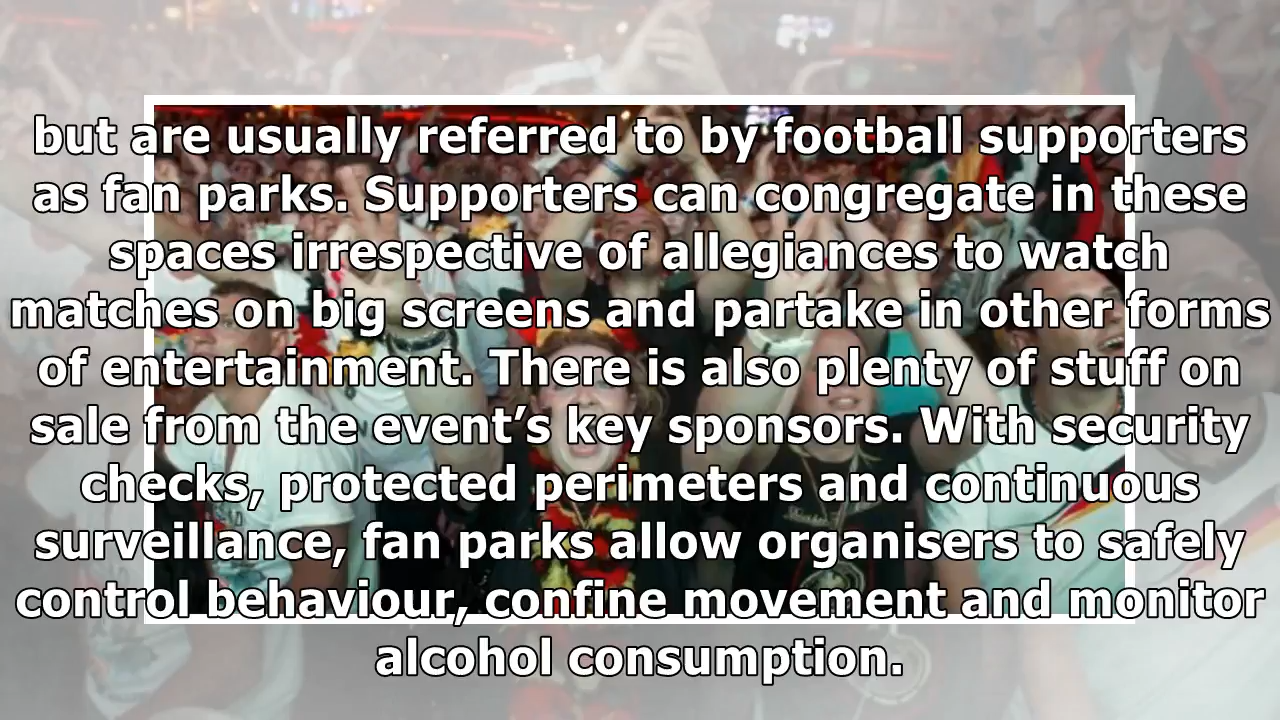 but are usually referred to by football supporters
as fan parks. Supporters can congregate in these
spaces irrespective of allegiances to watch
matches on big screens and partake in other forms
of entertainment. There is also plenty of stuff on
sale from the event’s key sponsors. With security
checks, protected perimeters and continuous
surveillance, fan parks allow organisers to safely
control behaviour, confine movement and monitor
alcohol consumption.